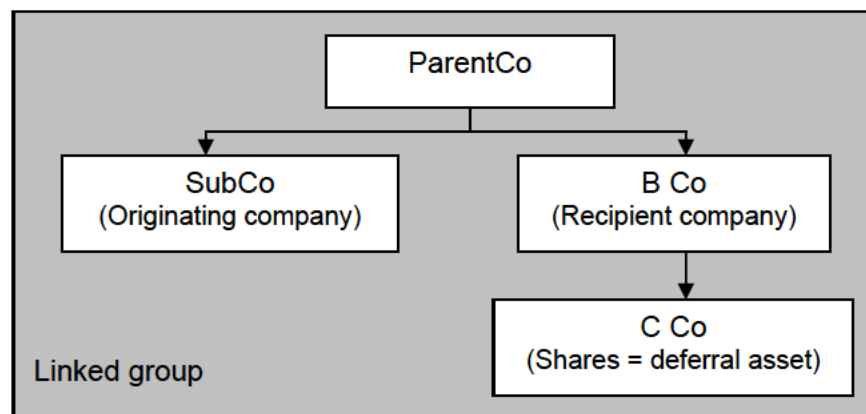 ParentCo
SubCo
(Originating company)
B Co
(Recipient company)
C Co
(Shares = deferral asset)
Linked group